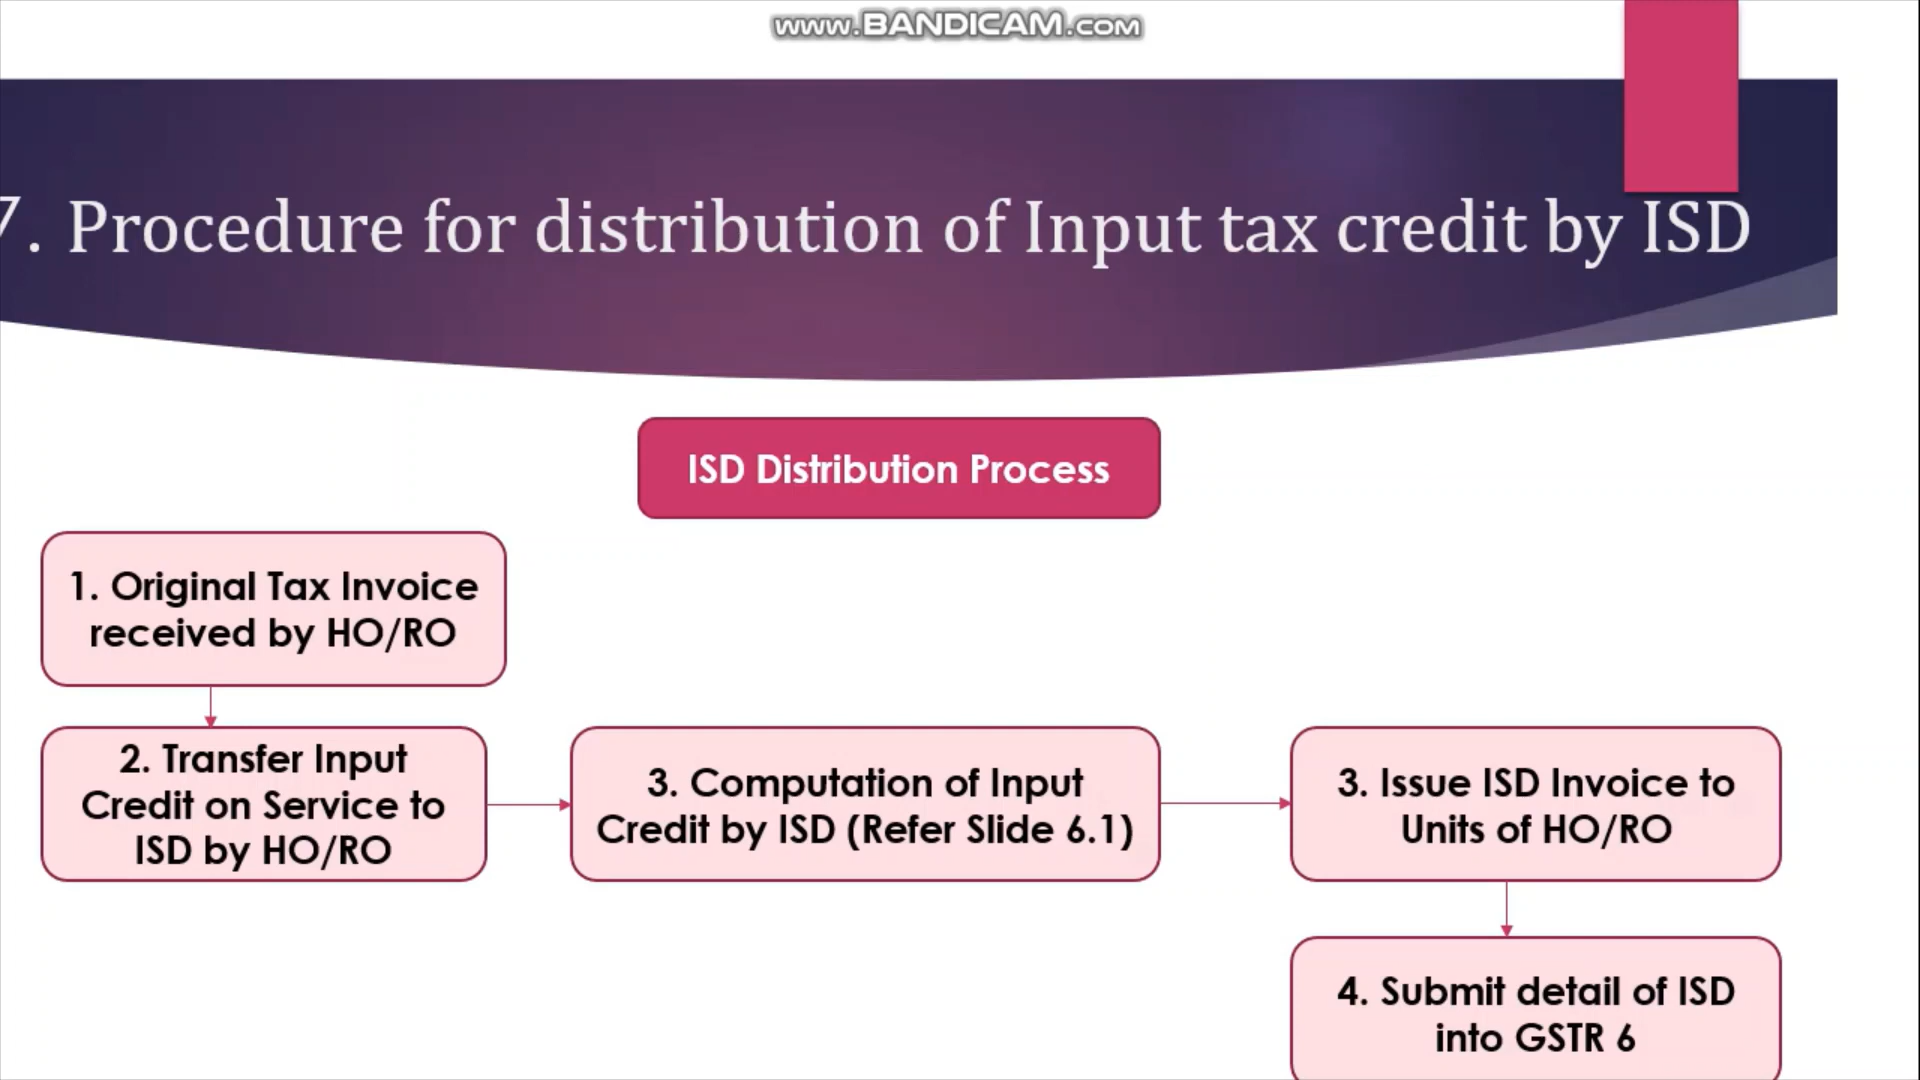 www.BANDICAM.com
7. Procedure for distribution of Input tax credit by ISD
ISD Distribution Process
1. Original Tax Invoice
received by HO/RO
2. Transfer Input
Credit on Service to
ISD by HO/RO
3. Computation of Input
Credit by ISD (Refer Slide 6.1)
3. Issue ISD Invoice to
Units of HO/RO
4. Submit detail of ISD
into GSTR 6